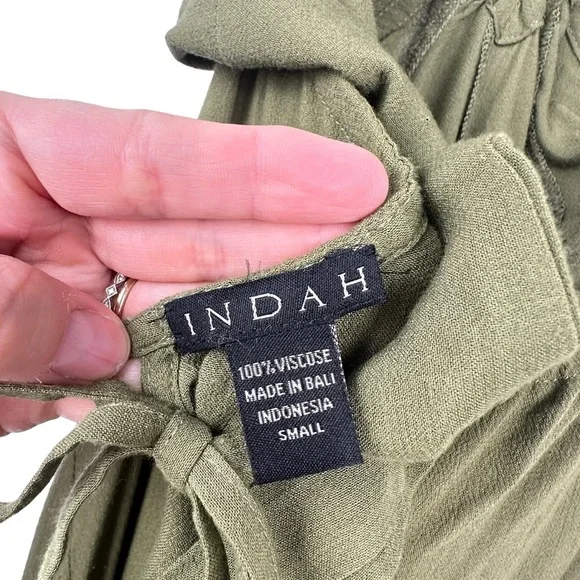 INDAH
100% VISCOSE
MADE IN BALI
INDONESIA
SMALL